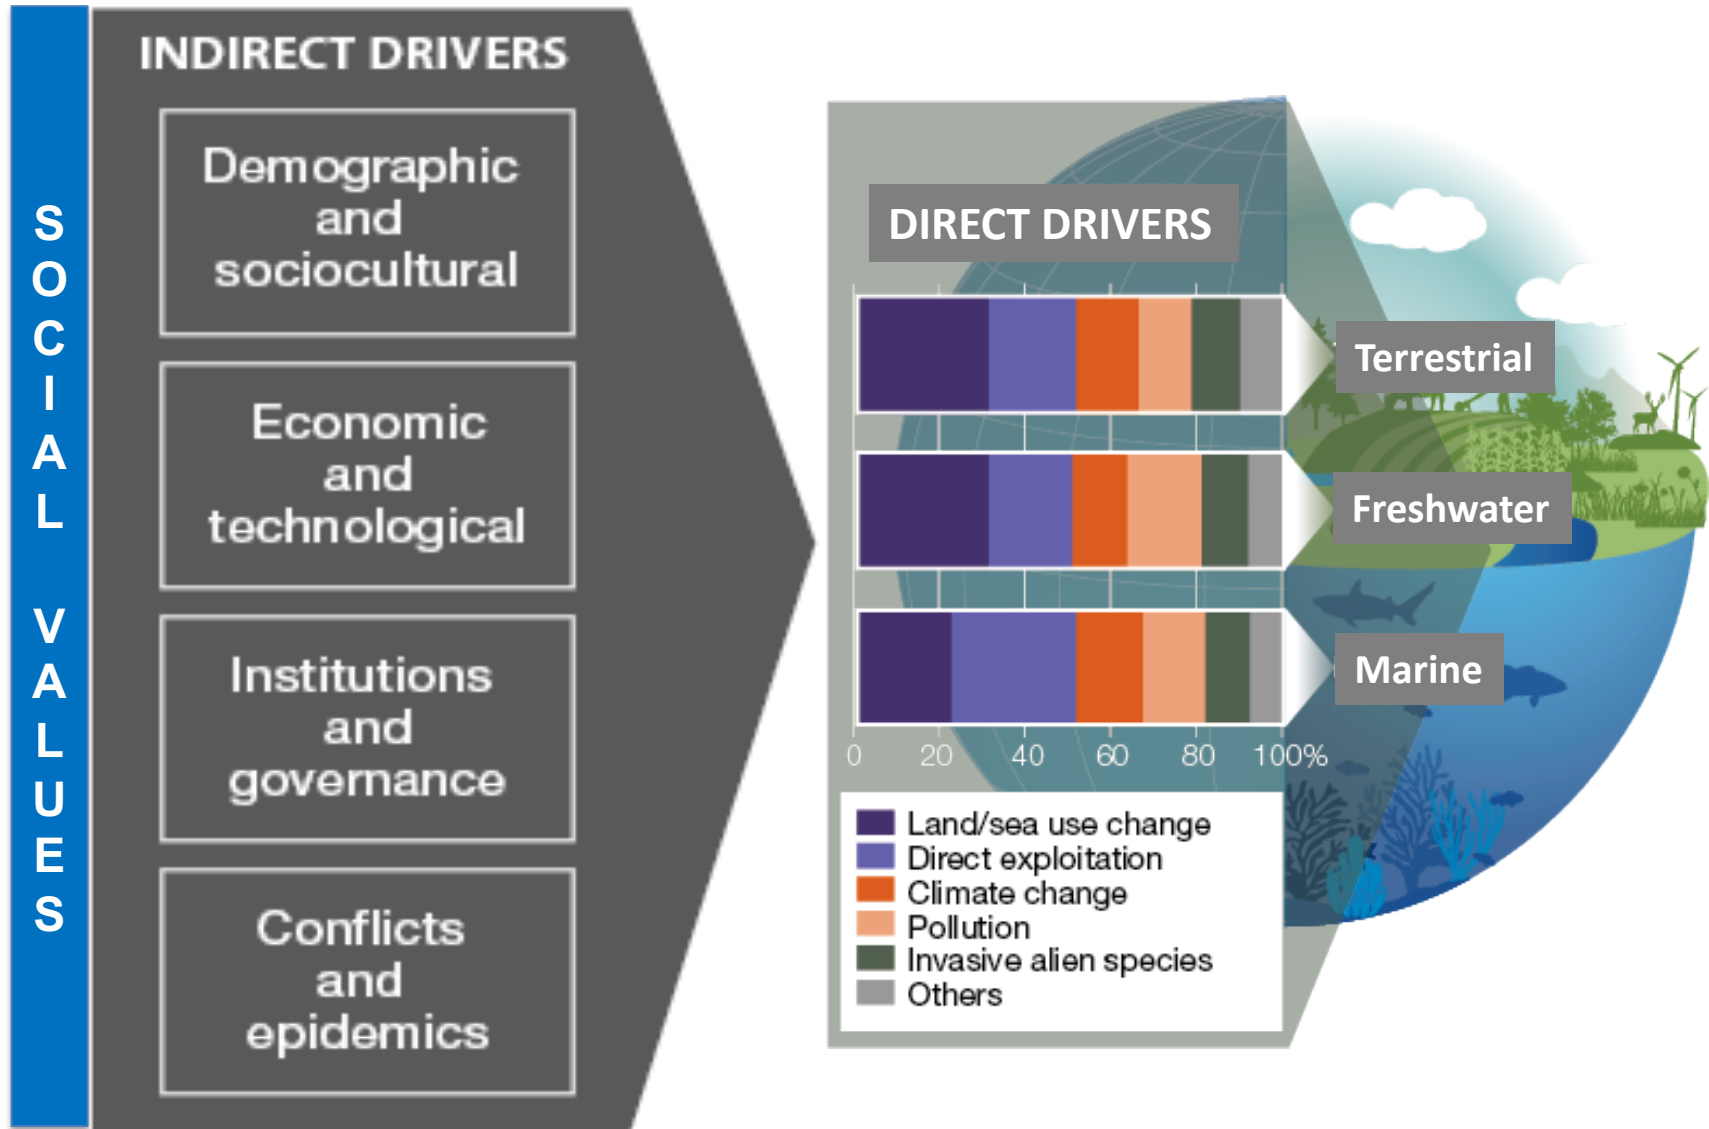 SOCIAL VALUES
INDIRECT DRIVERS
Demographic
and
sociocultural
Economic
and
technological
Institutions
and
governance
Conflicts
and
epidemics
DIRECT DRIVERS
Terrestrial
Freshwater
Marine
0 20 40 60 80 100%
Land/sea use change
Direct exploitation
Climate change
Pollution
Invasive alien species
Others